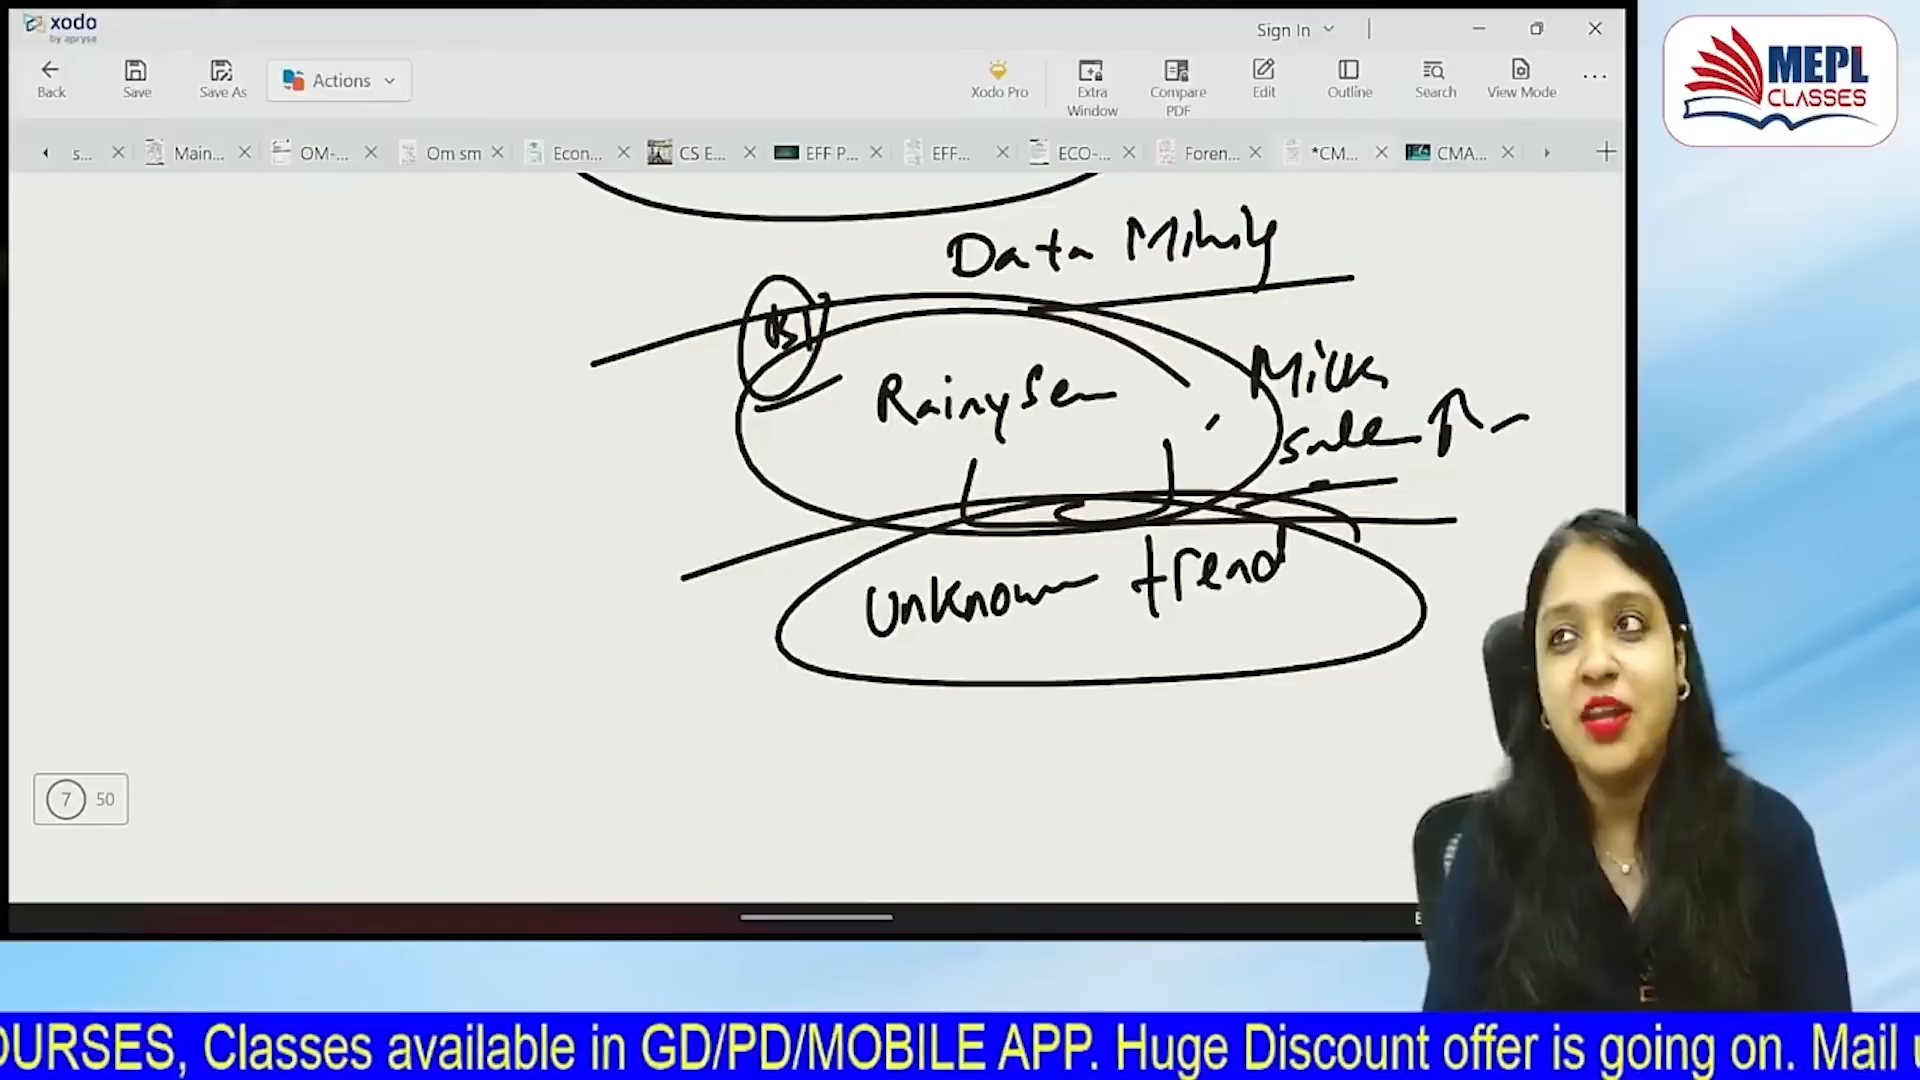 xodo
by apryse
Sign In
Back
Save
Save As
Actions
Xodo Pro
Extra Window
Compare PDF
Edit
Outline
Search
View Mode
s...
Main...
OM-...
Om sm
Econ...
CS E...
EFF P...
EFF...
ECO-...
Foren...
*CM...
CMA...
MEPL
CLASSES
Data Mining
Rainy Sen
Milk
sale
Unknown trend
7 50
OURSES, Classes available in GD/PD/MOBILE APP. Huge Discount offer is going on. Mail u